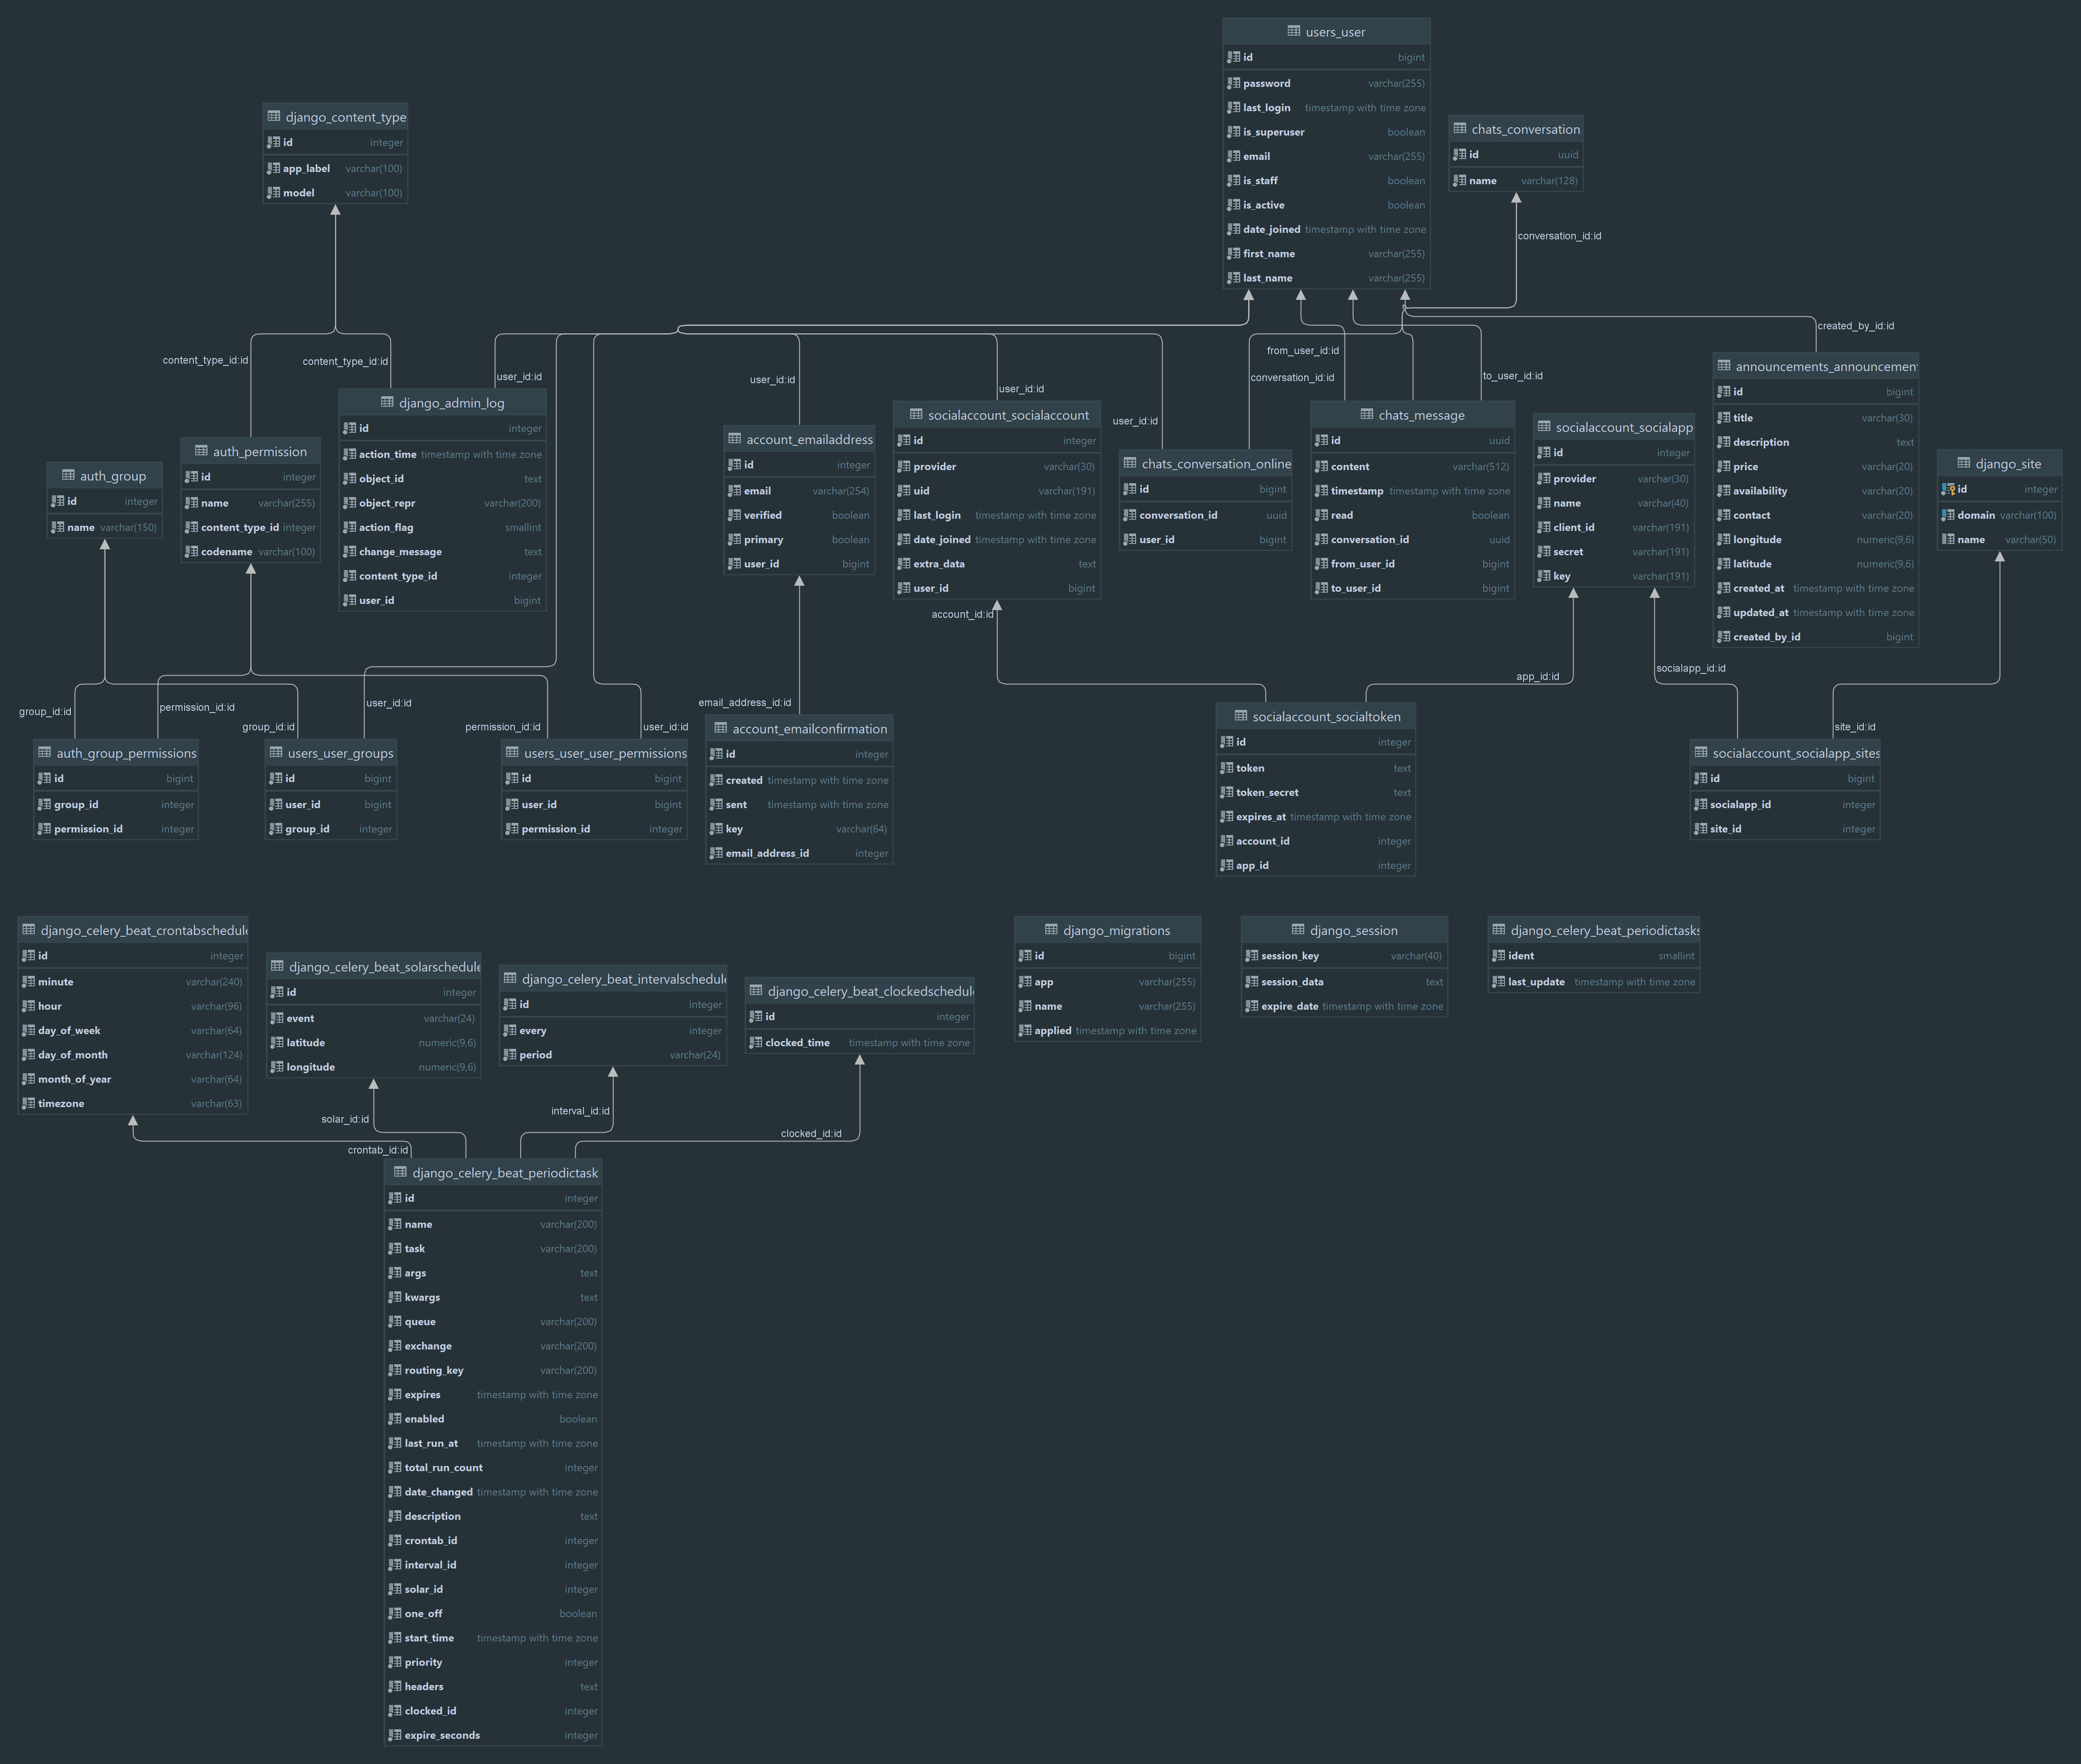 users_user
id bigint
password varchar(255)
last_login timestamp with time zone
is_superuser boolean
email varchar(255)
is_staff boolean
is_active boolean
date_joined timestamp with time zone
first_name varchar(255)
last_name varchar(255)
django_content_type
id integer
app_label varchar(100)
model varchar(100)
chats_conversation
id uuid
name varchar(128)
conversation_id:id
created_by_id:id
content_type_id:id
content_type_id:id
user_id:id
user_id:id
user_id:id
user_id:id
from_user_id:id
conversation_id:id
to_user_id:id
auth_group
id integer
name varchar(150)
auth_permission
id integer
name varchar(255)
content_type_id integer
codename varchar(100)
django_admin_log
id integer
action_time timestamp with time zone
object_id text
object_repr varchar(200)
action_flag smallint
change_message text
content_type_id integer
user_id bigint
account_emailaddress
id integer
email varchar(254)
verified boolean
primary boolean
user_id bigint
socialaccount_socialaccount
id integer
provider varchar(30)
uid varchar(191)
last_login timestamp with time zone
date_joined timestamp with time zone
extra_data text
user_id bigint
chats_conversation_online
id bigint
conversation_id uuid
user_id bigint
chats_message
id uuid
content varchar(512)
timestamp timestamp with time zone
read boolean
conversation_id uuid
from_user_id bigint
to_user_id bigint
socialaccount_socialapp
id integer
provider varchar(30)
name varchar(40)
client_id varchar(191)
secret varchar(191)
key varchar(191)
announcements_announcement
id bigint
title varchar(30)
description text
price varchar(20)
availability varchar(20)
contact varchar(20)
longitude numeric(9,6)
latitude numeric(9,6)
created_at timestamp with time zone
updated_at timestamp with time zone
created_by_id bigint
django_site
id integer
domain varchar(100)
name varchar(50)
group_id:id
permission_id:id
group_id:id
user_id:id
permission_id:id
user_id:id
email_address_id:id
account_id:id
app_id:id
socialapp_id:id
site_id:id
auth_group_permissions
id bigint
group_id integer
permission_id integer
users_user_groups
id bigint
user_id bigint
group_id integer
users_user_user_permissions
id bigint
user_id bigint
permission_id integer
account_emailconfirmation
id integer
created timestamp with time zone
sent timestamp with time zone
key varchar(64)
email_address_id integer
socialaccount_socialtoken
id integer
token text
token_secret text
expires_at timestamp with time zone
account_id integer
app_id integer
socialaccount_socialapp_sites
id bigint
socialapp_id integer
site_id integer
django_celery_beat_crontabschedule
id integer
minute varchar(240)
hour varchar(96)
day_of_week varchar(64)
day_of_month varchar(124)
month_of_year varchar(64)
timezone varchar(63)
django_celery_beat_solarschedule
id integer
event varchar(24)
latitude numeric(9,6)
longitude numeric(9,6)
django_celery_beat_intervalschedule
id integer
every integer
period varchar(24)
django_celery_beat_clockedschedule
id integer
clocked_time timestamp with time zone
django_migrations
id bigint
app varchar(255)
name varchar(255)
applied timestamp with time zone
django_session
session_key varchar(40)
session_data text
expire_date timestamp with time zone
django_celery_beat_periodictasks
ident smallint
last_update timestamp with time zone
crontab_id:id
solar_id:id
interval_id:id
clocked_id:id
django_celery_beat_periodictask
id integer
name varchar(200)
task varchar(200)
args text
kwargs text
queue varchar(200)
exchange varchar(200)
routing_key varchar(200)
expires timestamp with time zone
enabled boolean
last_run_at timestamp with time zone
total_run_count integer
date_changed timestamp with time zone
description text
crontab_id integer
interval_id integer
solar_id integer
one_off boolean
start_time timestamp with time zone
priority integer
headers text
clocked_id integer
expire_seconds integer